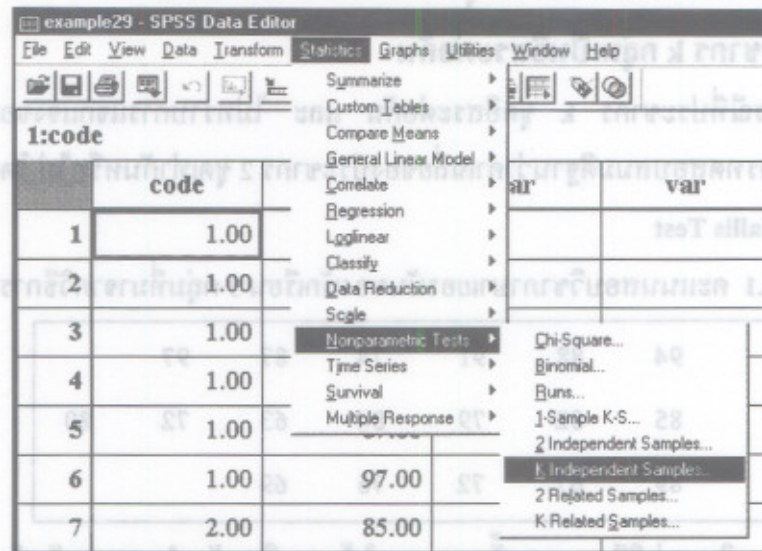 example29 - SPSS Data Editor
File Edit View Data Transform Statistics Graphs Utilities Window Help
1:code
code ar var
1 1.00
2 1.00
3 1.00
4 1.00
5 1.00
6 1.00 97.00
7 2.00 85.00
Summarize
Custom Tables
Compare Means
General Linear Model
Correlate
Regression
Loglinear
Classify
Data Reduction
Scale
Nonparametric Tests
Time Series
Survival
Multiple Response
Chi-Square...
Binomial...
Runs...
1-Sample K-S...
2 Independent Samples...
K Independent Samples...
2 Related Samples...
K Related Samples...